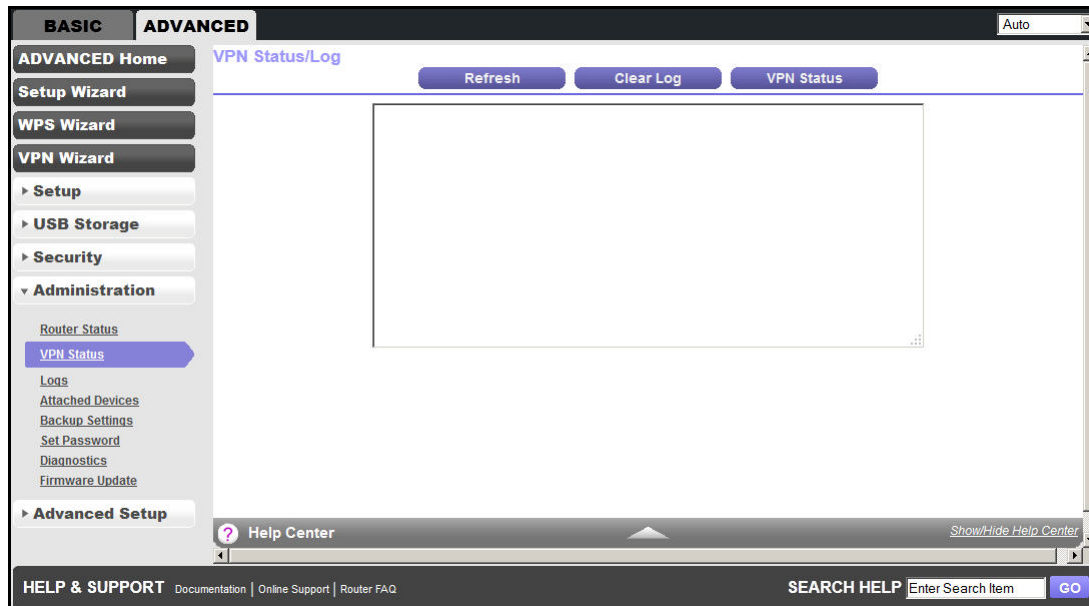 BASIC
ADVANCED
Auto
ADVANCED Home
Setup Wizard
WPS Wizard
VPN Wizard
Setup
USB Storage
Security
Administration
Router Status
VPN Status
Logs
Attached Devices
Backup Settings
Set Password
Diagnostics
Firmware Update
Advanced Setup
VPN Status/Log
Refresh
Clear Log
VPN Status
? Help Center
Show/Hide Help Center
HELP & SUPPORT Documentation | Online Support | Router FAQ
SEARCH HELP Enter Search Item GO